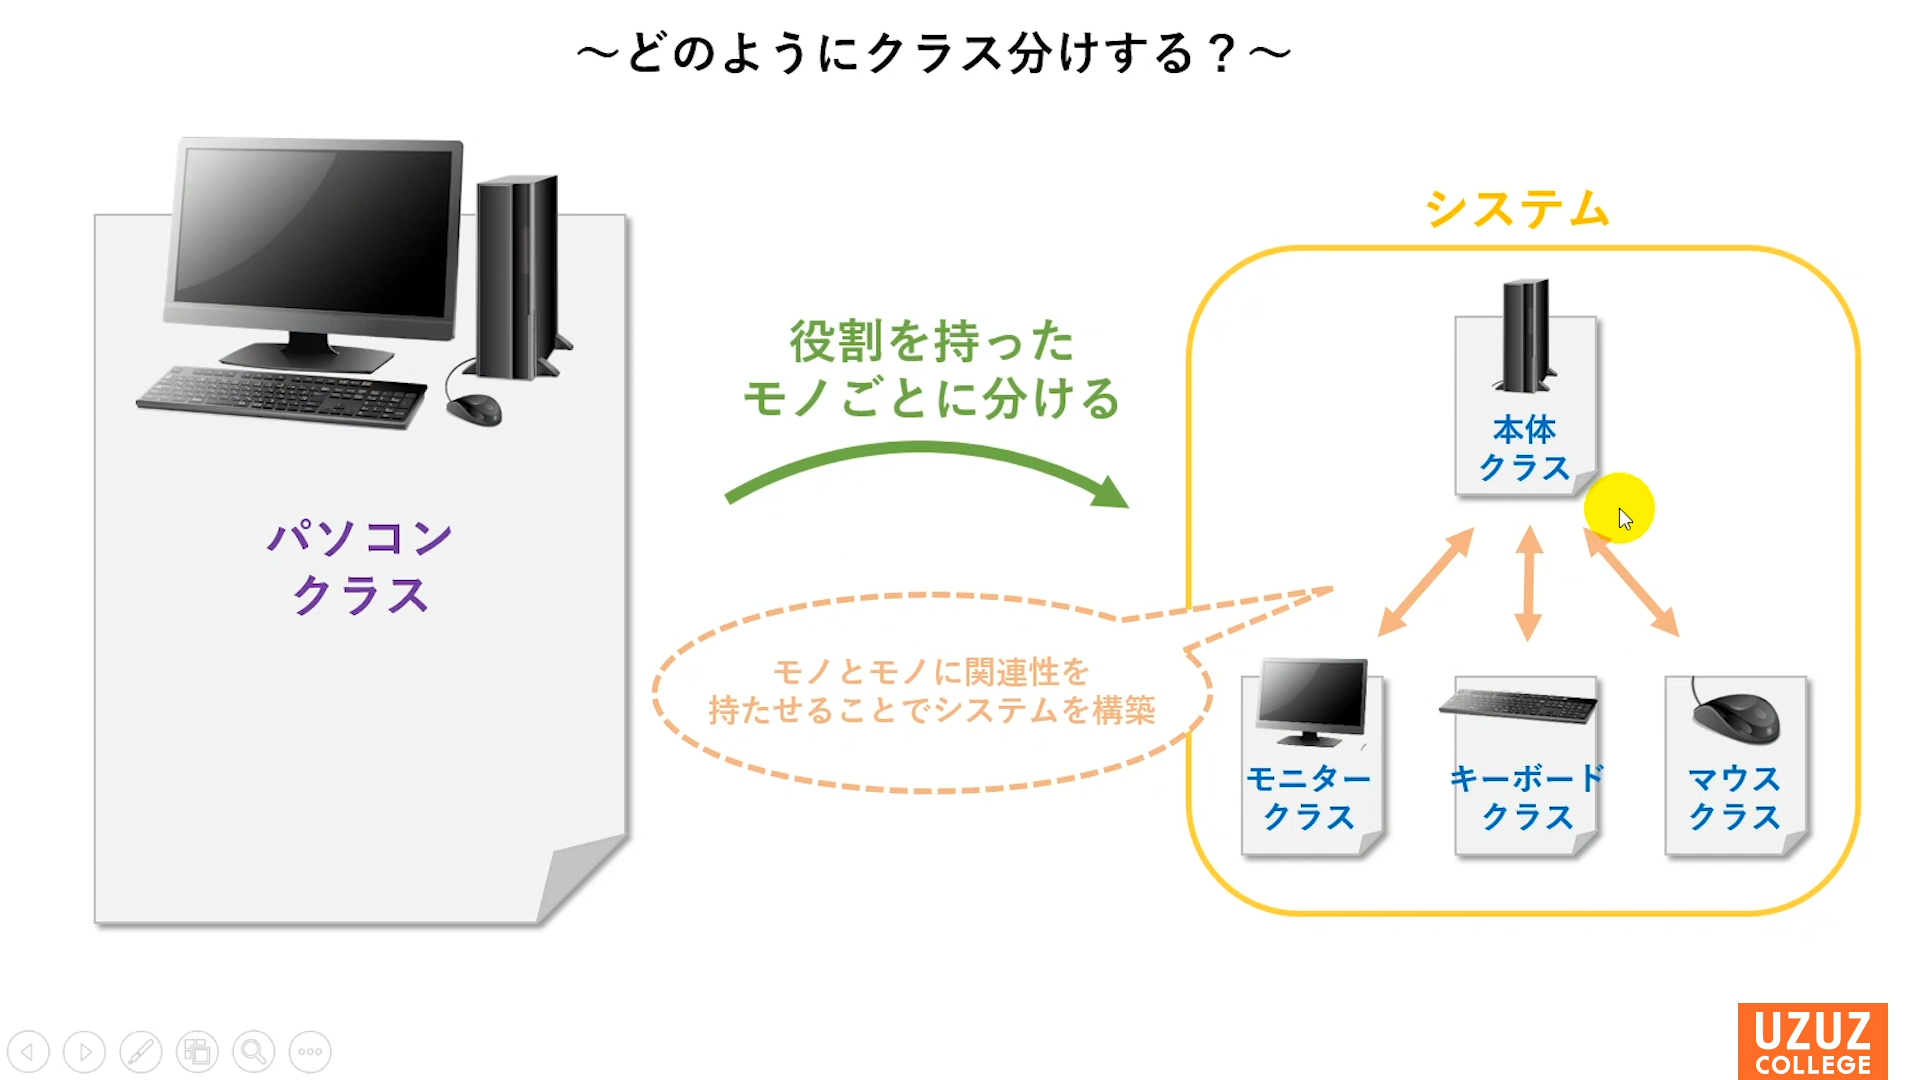 ～どのようにクラス分けする？～
システム
役割を持った
モノごとに分ける
本体
クラス
パソコン
クラス
モノとモノに関連性を
持たせることでシステムを構築
モニター
クラス
キーボード
クラス
マウス
クラス
UZUZ
COLLEGE